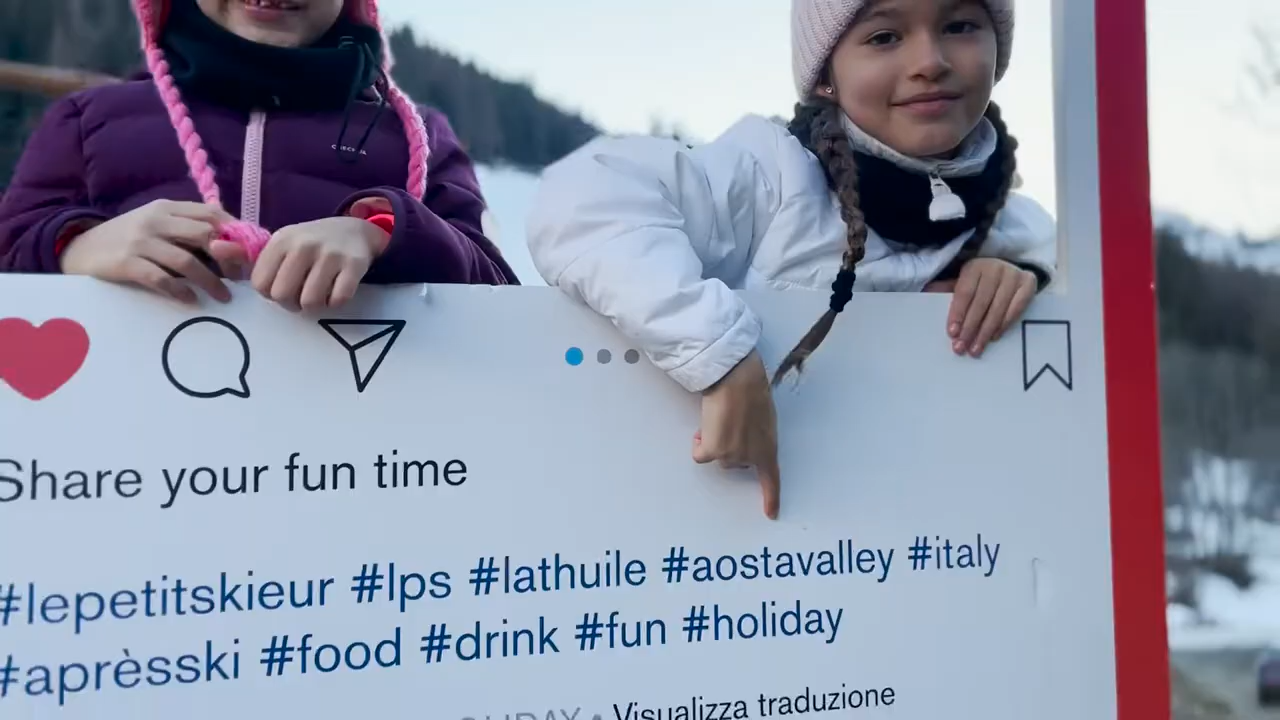 Share your fun time
#lepetitskieur #lps #lathuile #aostavalley #italy
#aprèsski #food #drink #fun #holiday
• Visualizza traduzione